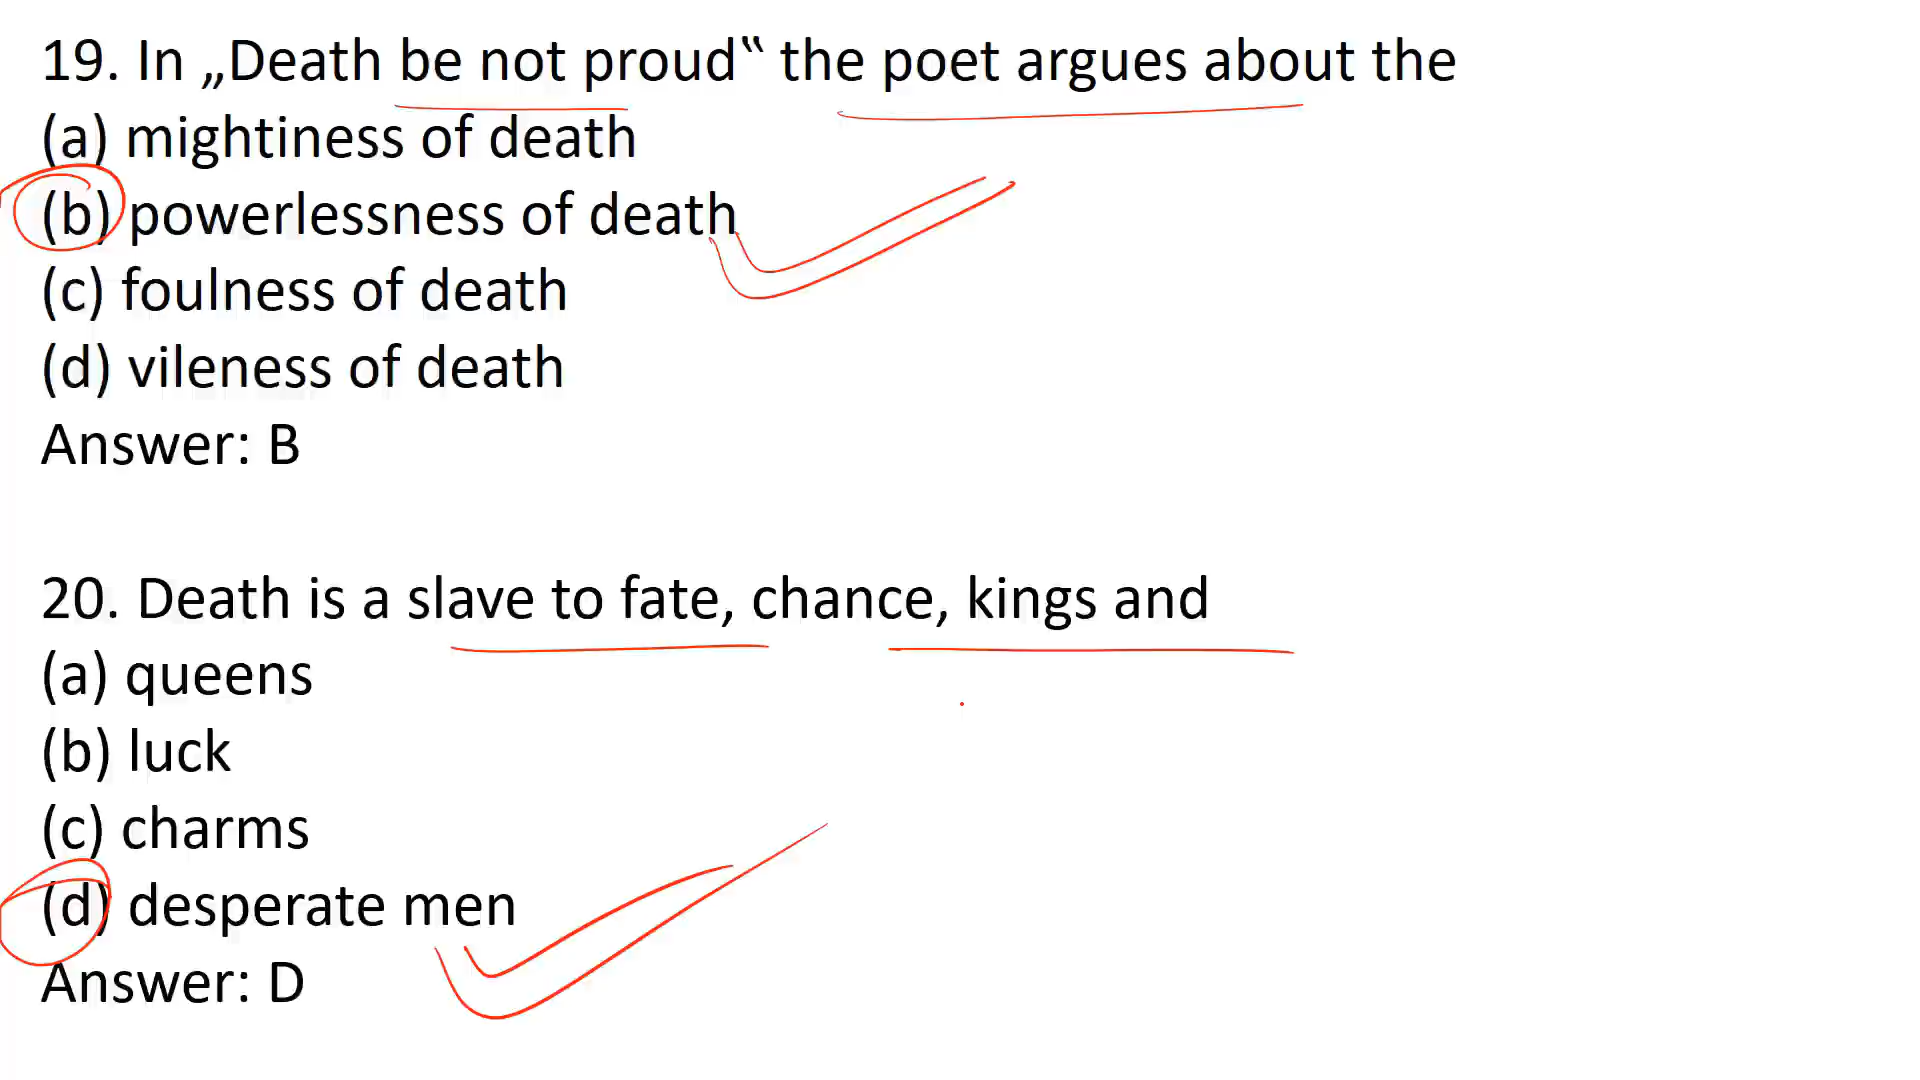 19. In „Death be not proud‟ the poet argues about the
(a) mightiness of death
(b) powerlessness of death
(c) foulness of death
(d) vileness of death
Answer: B
20. Death is a slave to fate, chance, kings and
(a) queens
(b) luck
(c) charms
(d) desperate men
Answer: D